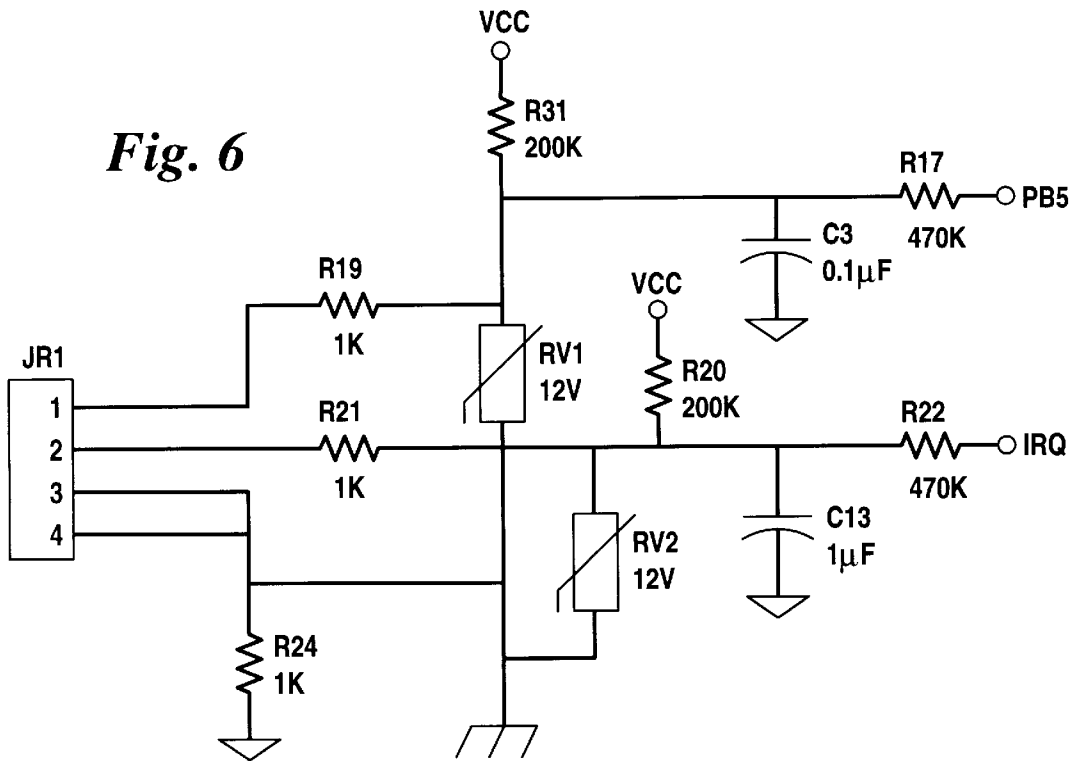 Fig. 6
VCC
R31
200K
R17
470K
PB5
C3
0.1µF
R19
1K
VCC
RV1
12V
R20
200K
JR1
1
2
3
4
R21
1K
R22
470K
IRQ
C13
1µF
RV2
12V
R24
1K